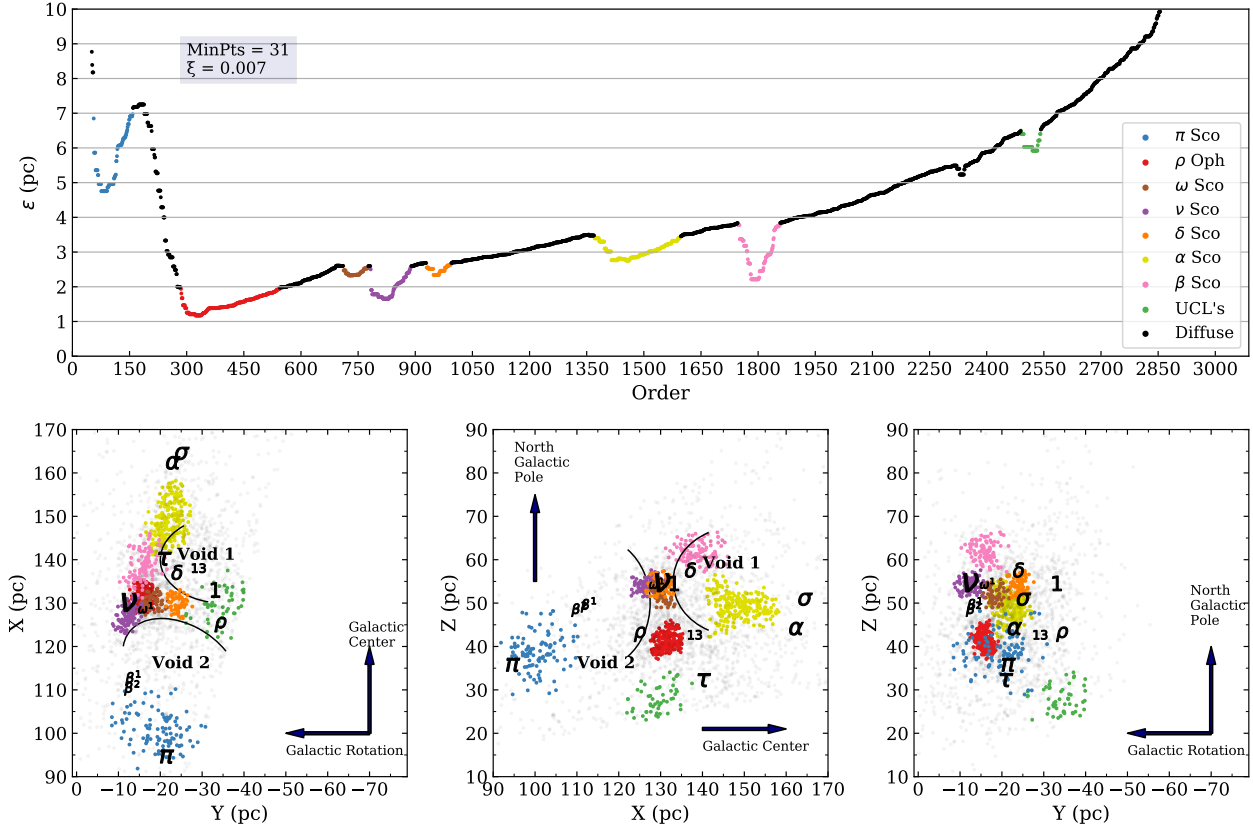 10
9
8
7
6
5
4
3
2
1
0
ε (pc)
MinPts = 31
ξ = 0.007
π Sco
ρ Oph
ω Sco
ν Sco
δ Sco
α Sco
β Sco
UCL's
Diffuse
0 150 300 450 600 750 900 1050 1200 1350 1500 1650 1800 1950 2100 2250 2400 2550 2700 2850 3000
Order
170
160
150
140
130
120
110
100
90
X (pc)
σ
α
Void 1
τ
13
δ
1
ν
ω¹
ρ
Void 2
β¹
β²
π
Galactic
Center
Galactic Rotation
0 −10 −20 −30 −40 −50 −60 −70
Y (pc)
90
80
70
60
50
40
30
20
10
Z (pc)
North
Galactic
Pole
Void 1
δ
ω¹
ν
1
β²
β¹
σ
α
ρ
13
Void 2
π
τ
Galactic Center
90 100 110 120 130 140 150 160 170
X (pc)
90
80
70
60
50
40
30
20
10
Z (pc)
δ
ν
ω¹
1
β¹
β²
σ
α
13
ρ
π
τ
North
Galactic
Pole
Galactic Rotation
0 −10 −20 −30 −40 −50 −60 −70
Y (pc)